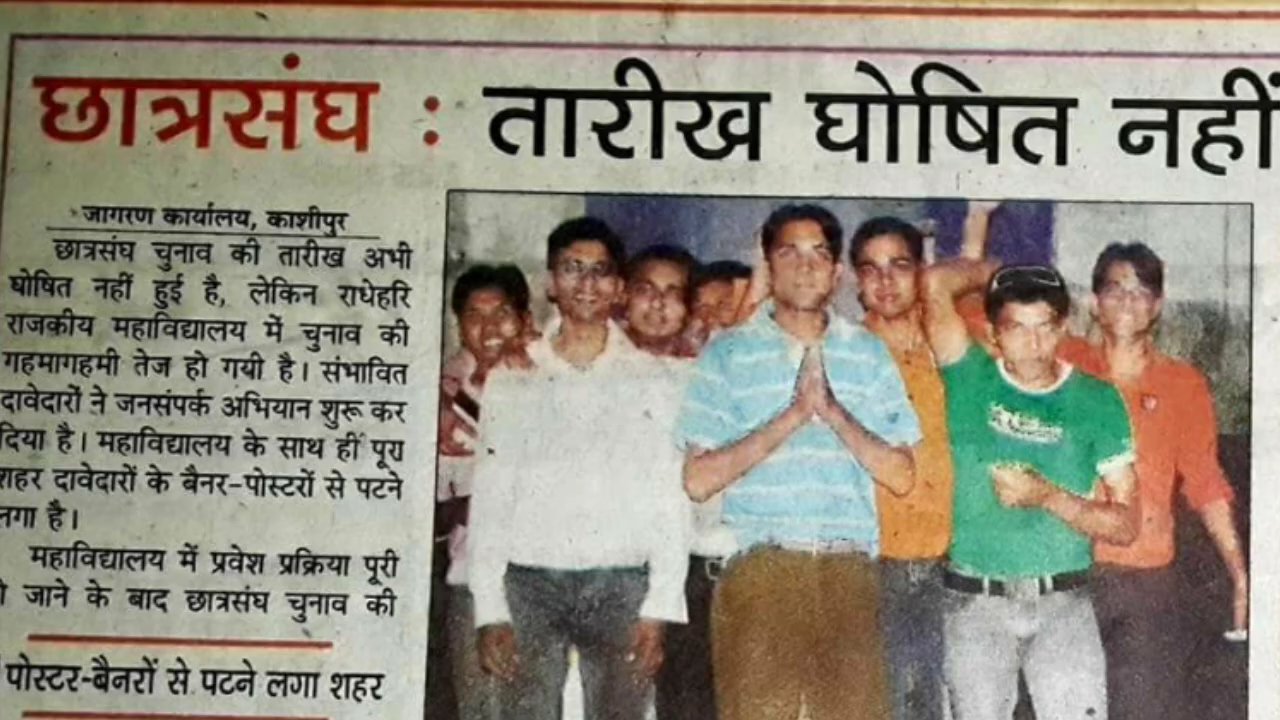 छात्रसंघ : तारीख घोषित नहीं
जागरण कार्यालय, काशीपुर
छात्रसंघ चुनाव की तारीख अभी
घोषित नहीं हुई है, लेकिन राधेहरि
राजकीय महाविद्यालय में चुनाव की
गहमागहमी तेज हो गयी है। संभावित
दावेदारों ने जनसंपर्क अभियान शुरू कर
दिया है। महाविद्यालय के साथ हीं पूरा
शहर दावेदारों के बैनर-पोस्टरों से पटने
लगा है।
महाविद्यालय में प्रवेश प्रक्रिया पूरी
जाने के बाद छात्रसंघ चुनाव की
पोस्टर-बैनरों से पटने लगा शहर